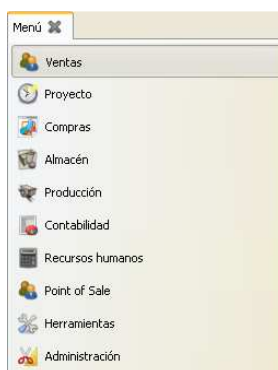 Menú
Ventas
Proyecto
Compras
Almacén
Producción
Contabilidad
Recursos humanos
Point of Sale
Herramientas
Administración